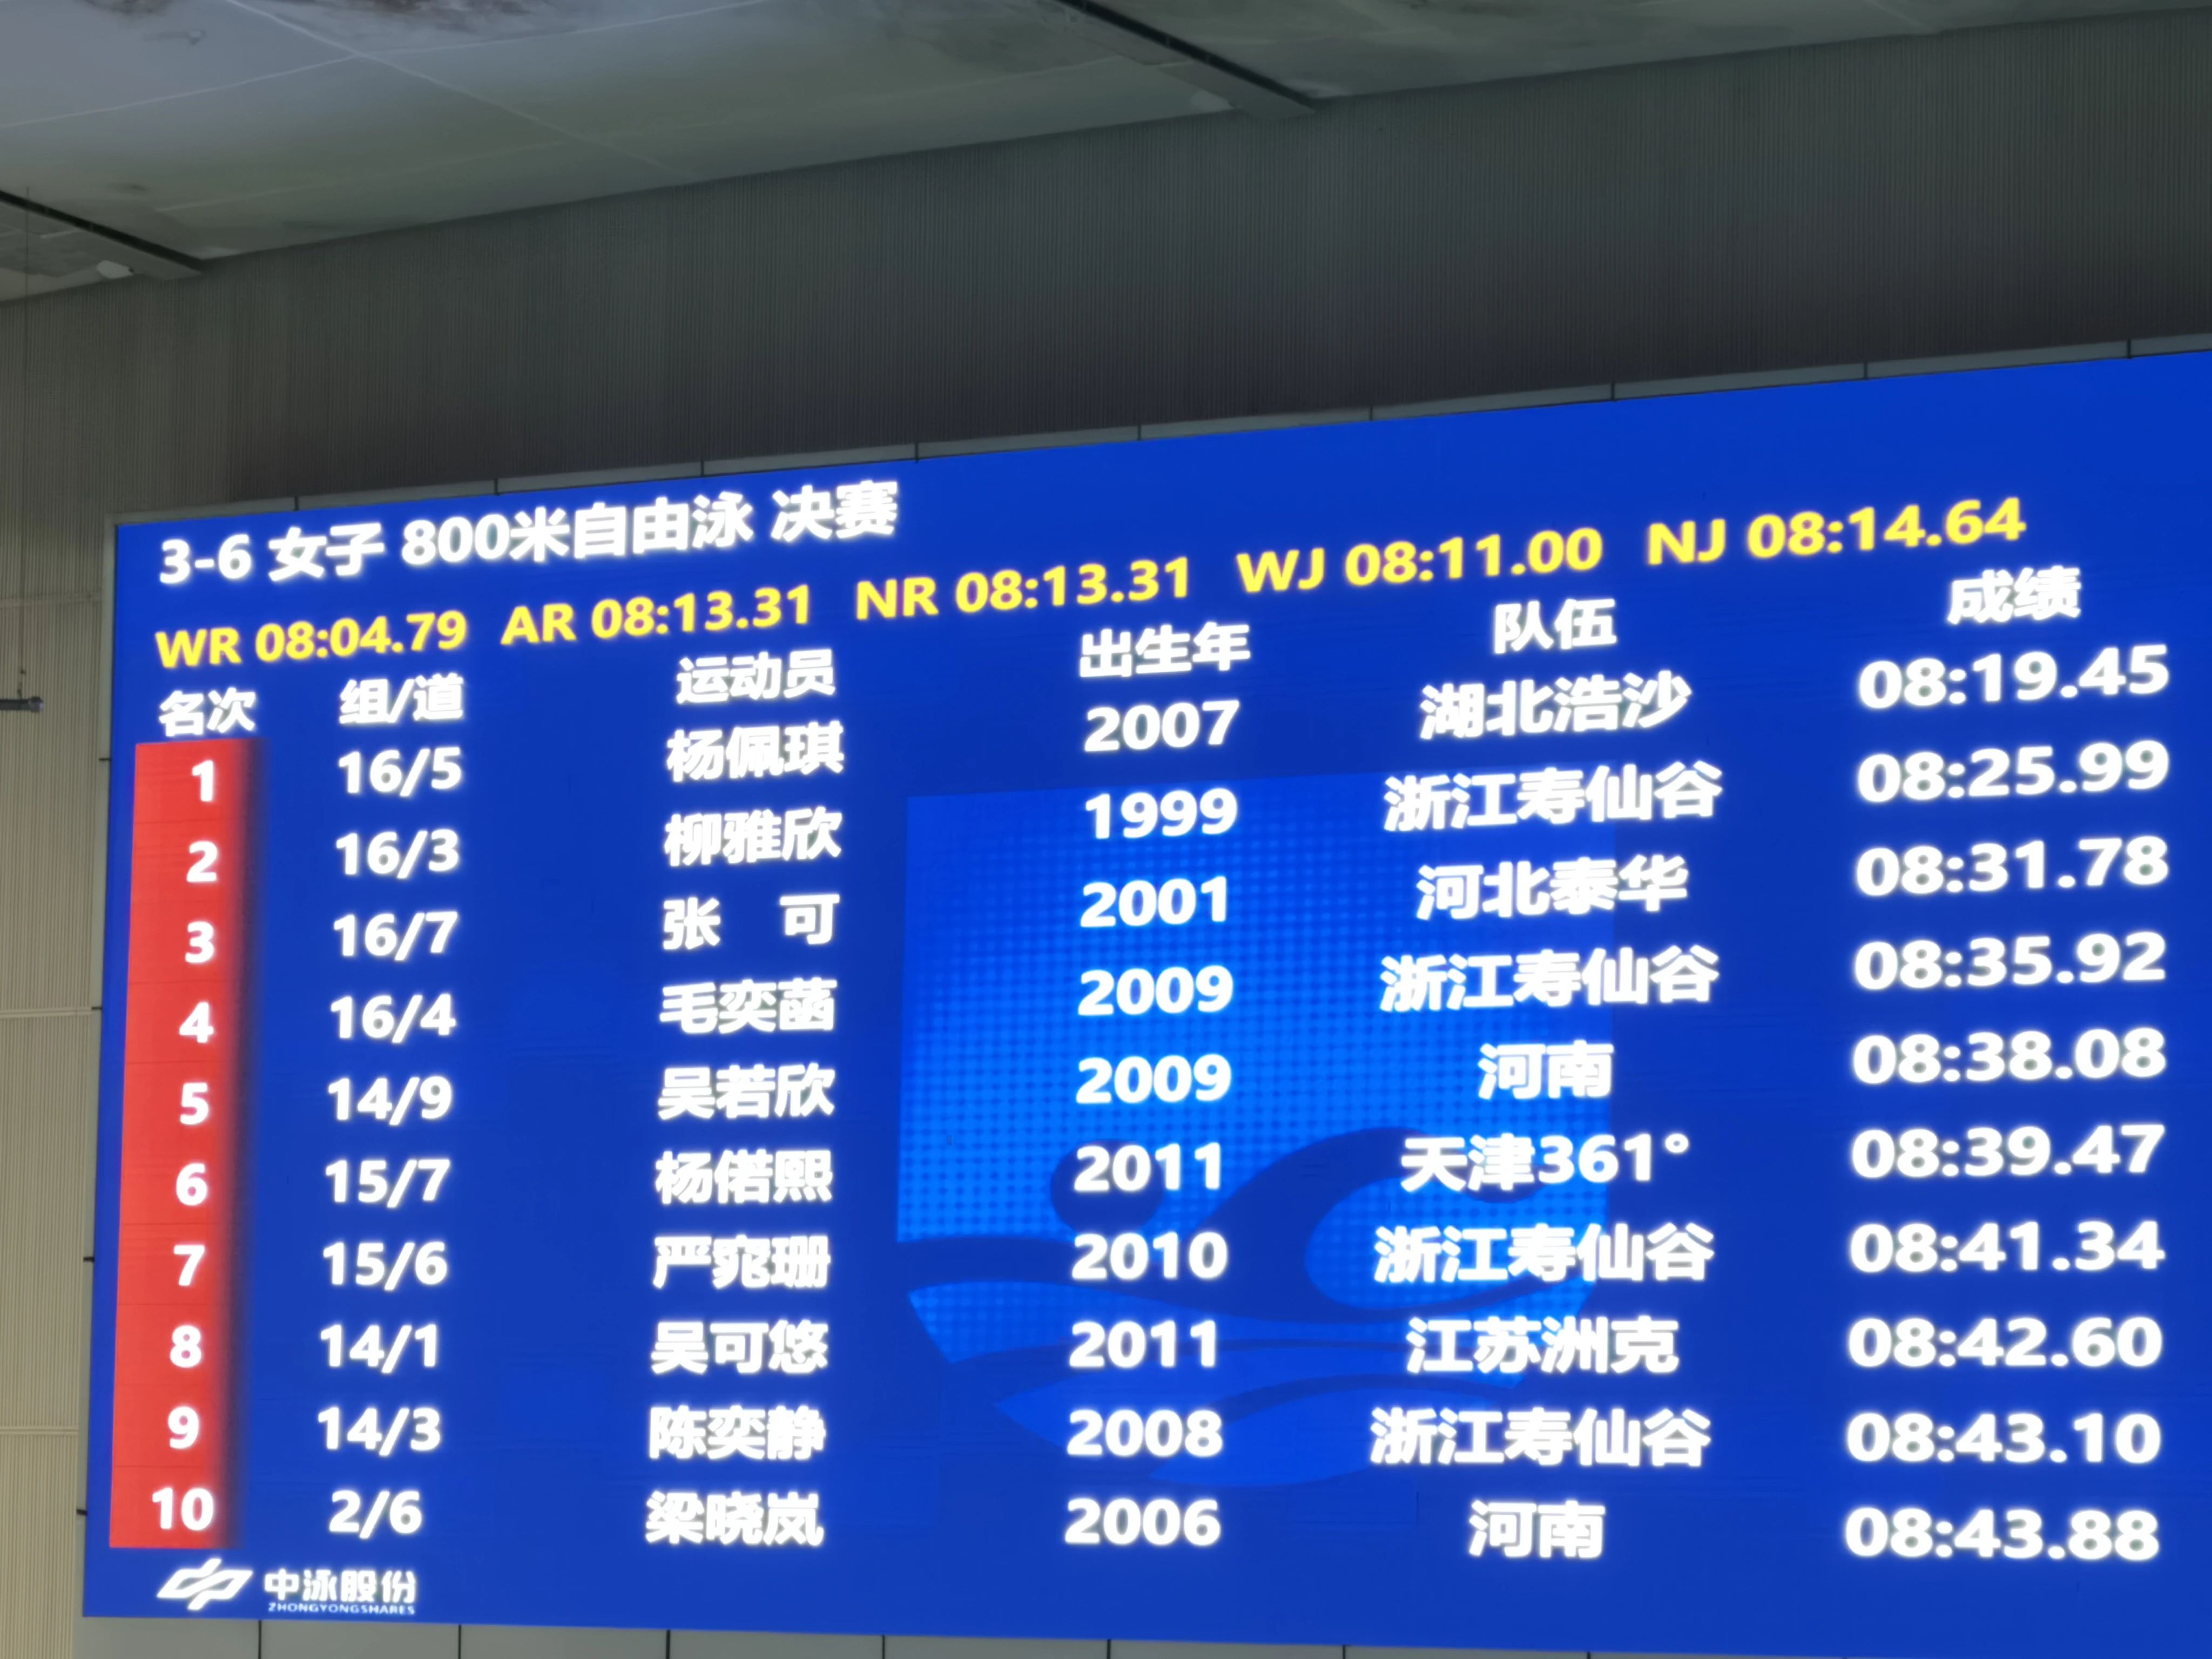 3-6 女子 800米自由泳 决赛
WR 08:04.79 AR 08:13.31 NR 08:13.31 WJ 08:11.00 NJ 08:14.64
名次 组/道 运动员 出生年 队伍 成绩
1 16/5 杨佩琪 2007 湖北浩沙 08:19.45
2 16/3 柳雅欣 1999 浙江寿仙谷 08:25.99
3 16/7 张 可 2001 河北泰华 08:31.78
4 16/4 毛奕菡 2009 浙江寿仙谷 08:35.92
5 14/9 吴若欣 2009 河南 08:38.08
6 15/7 杨偌熙 2011 天津361° 08:39.47
7 15/6 严窕珊 2010 浙江寿仙谷 08:41.34
8 14/1 吴可悠 2011 江苏洲克 08:42.60
9 14/3 陈奕静 2008 浙江寿仙谷 08:43.10
10 2/6 梁晓岚 2006 河南 08:43.88
中泳股份
ZHONGYONGSHARES